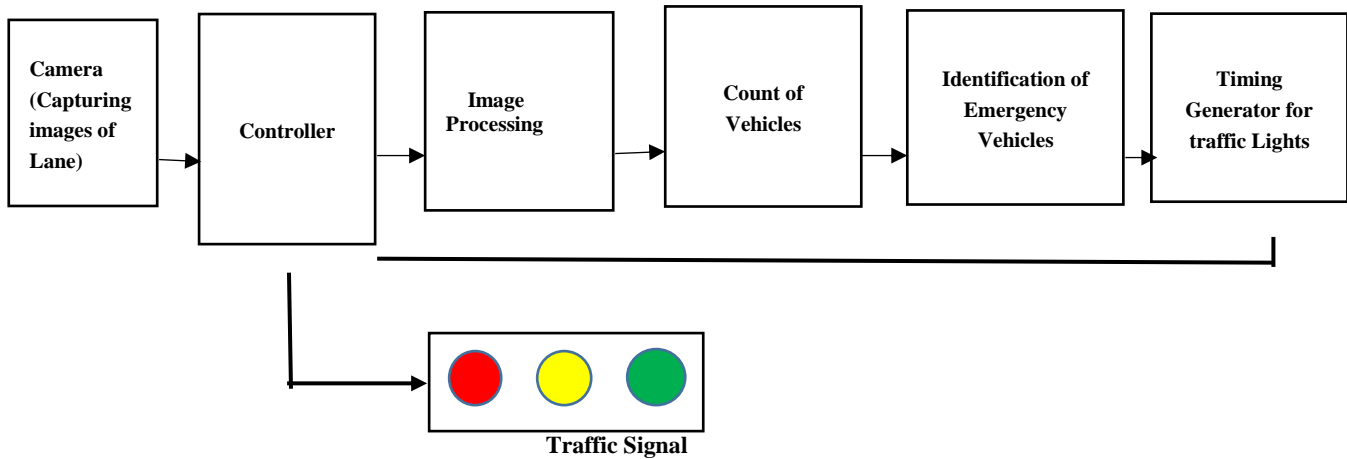 Camera
(Capturing
images of
Lane)
Controller
Image
Processing
Count of
Vehicles
Identification of
Emergency
Vehicles
Timing
Generator for
traffic Lights
Traffic Signal